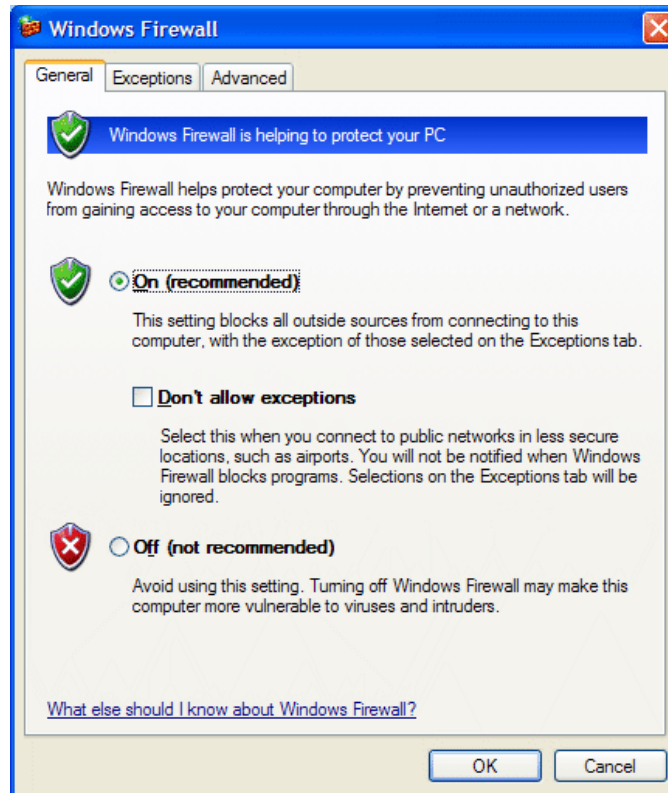 Windows Firewall
General
Exceptions
Advanced
Windows Firewall is helping to protect your PC
Windows Firewall helps protect your computer by preventing unauthorized users
from gaining access to your computer through the Internet or a network.
On (recommended)
This setting blocks all outside sources from connecting to this
computer, with the exception of those selected on the Exceptions tab.
Don't allow exceptions
Select this when you connect to public networks in less secure
locations, such as airports. You will not be notified when Windows
Firewall blocks programs. Selections on the Exceptions tab will be
ignored.
Off (not recommended)
Avoid using this setting. Turning off Windows Firewall may make this
computer more vulnerable to viruses and intruders.
What else should I know about Windows Firewall?
OK
Cancel